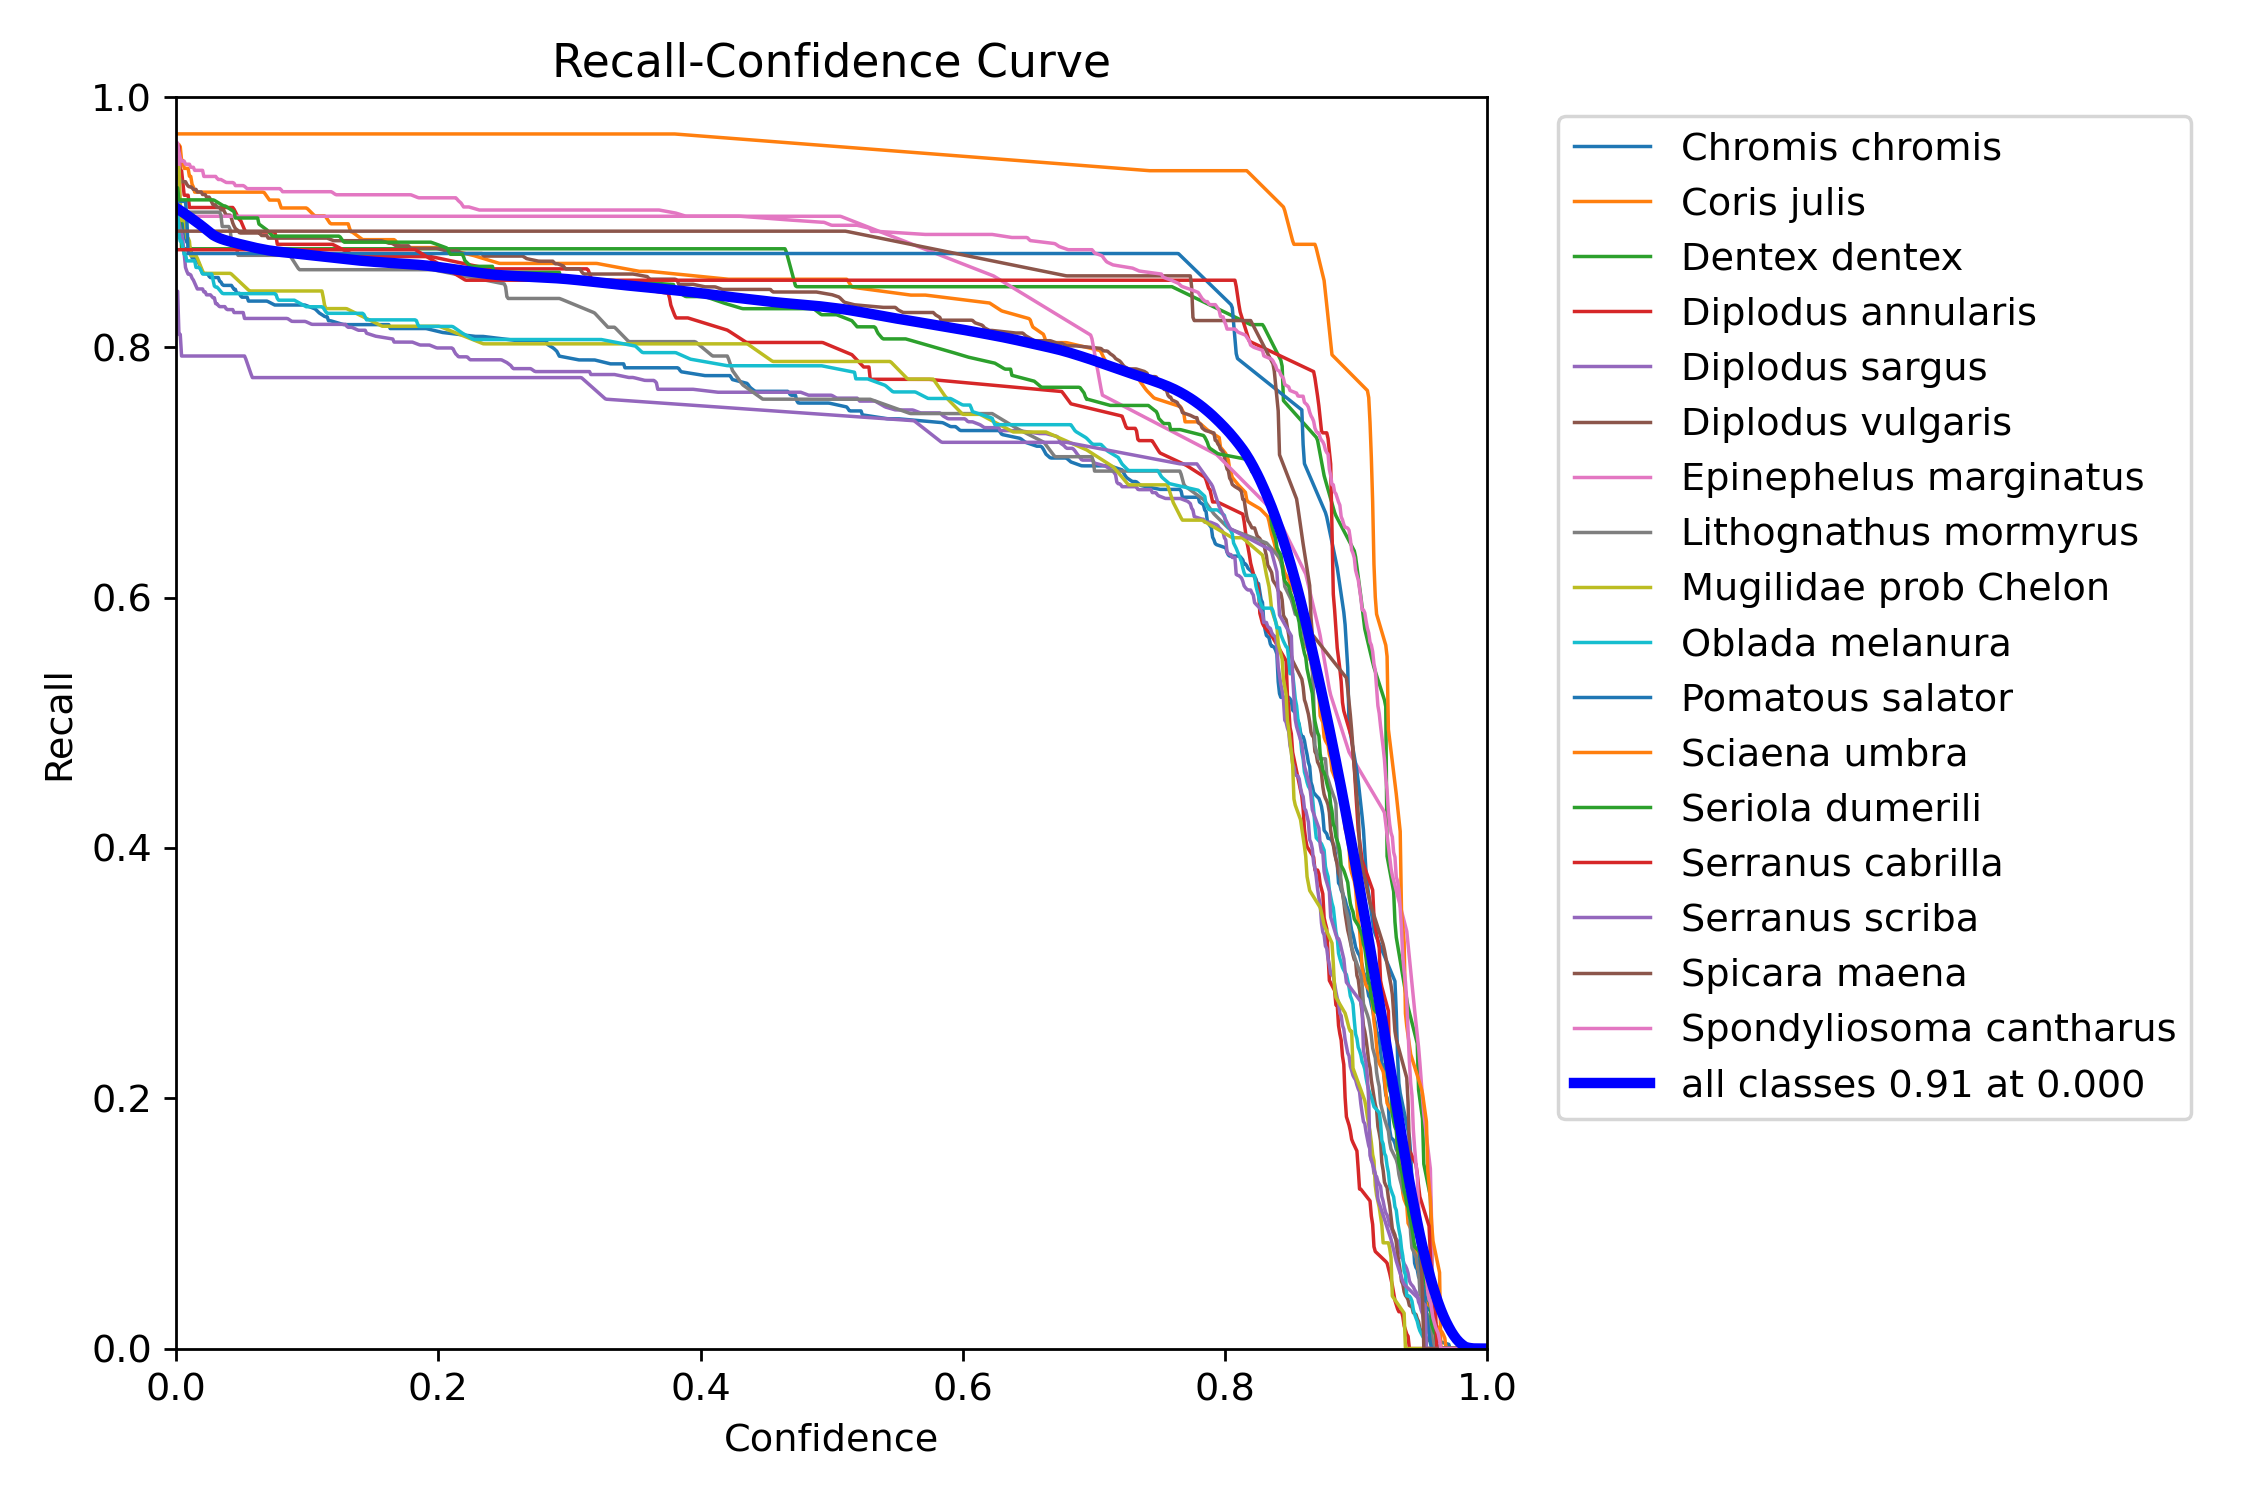 Recall-Confidence Curve
1.0
0.8
0.6
0.4
0.2
0.0
Recall
0.0 0.2 0.4 0.6 0.8 1.0
Confidence
Chromis chromis
Coris julis
Dentex dentex
Diplodus annularis
Diplodus sargus
Diplodus vulgaris
Epinephelus marginatus
Lithognathus mormyrus
Mugilidae prob Chelon
Oblada melanura
Pomatous salator
Sciaena umbra
Seriola dumerili
Serranus cabrilla
Serranus scriba
Spicara maena
Spondyliosoma cantharus
all classes 0.91 at 0.000